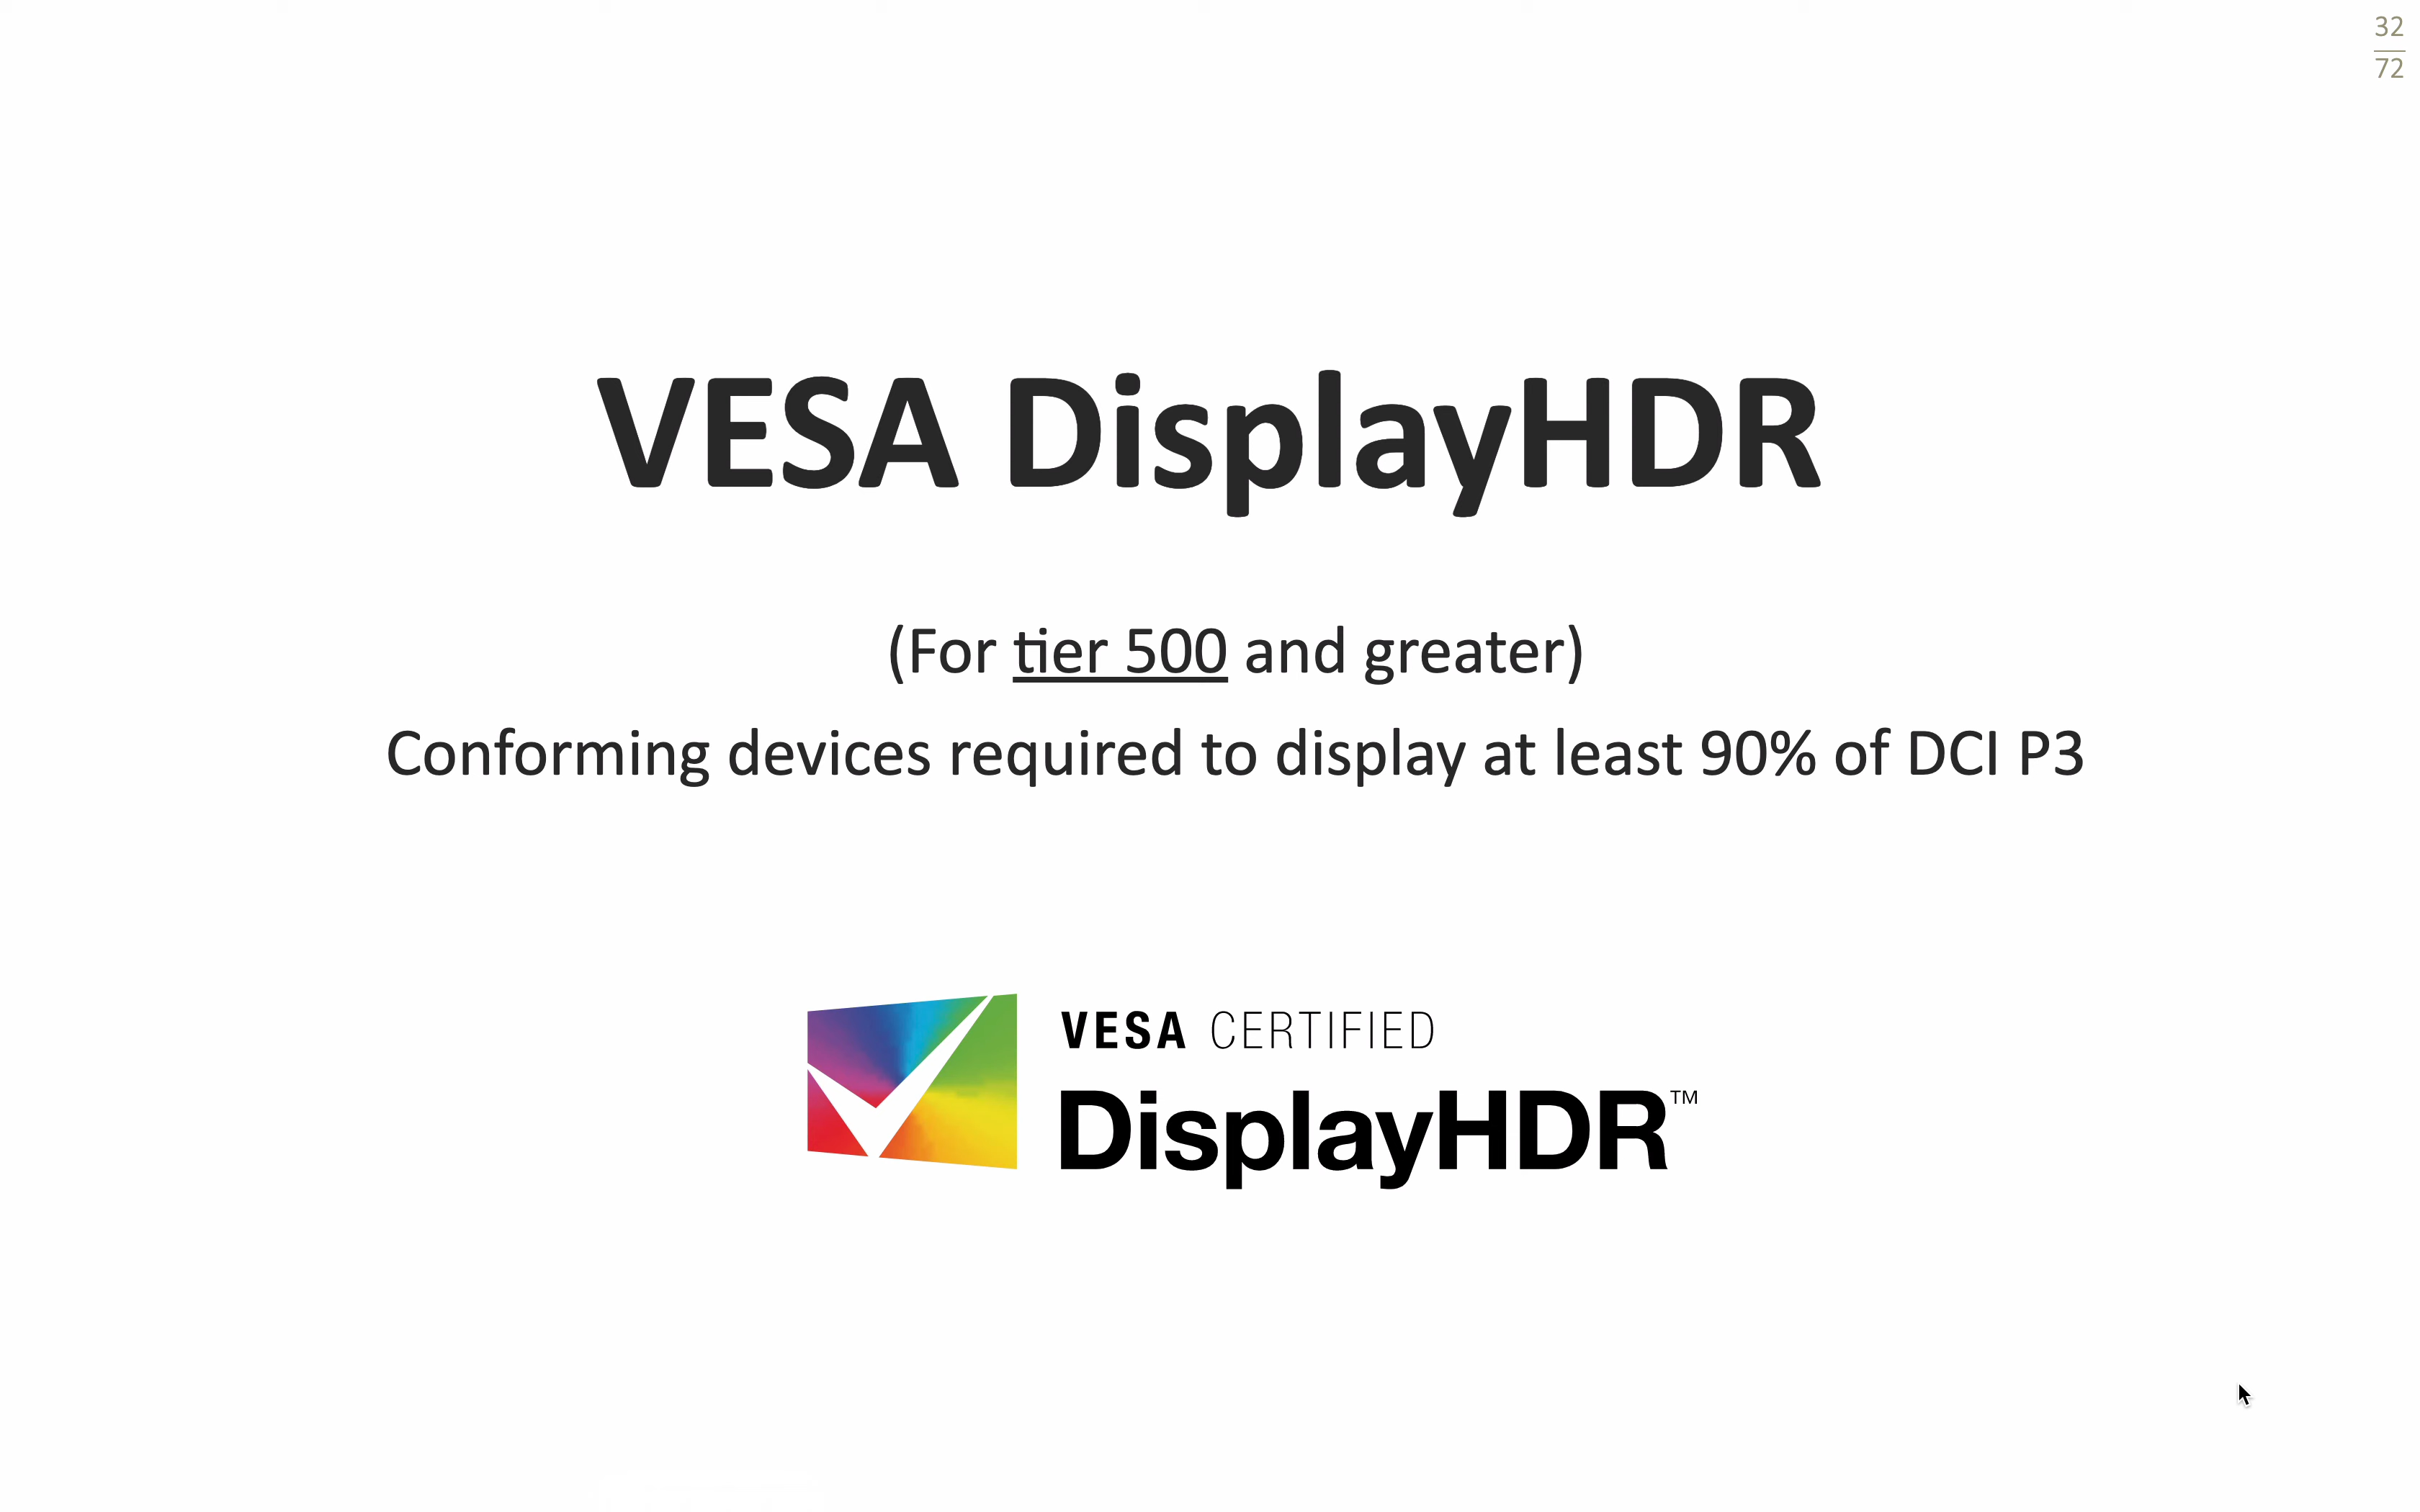 32
72
VESA DisplayHDR
(For tier 500 and greater)
Conforming devices required to display at least 90% of DCI P3
VESA CERTIFIED
DisplayHDR™